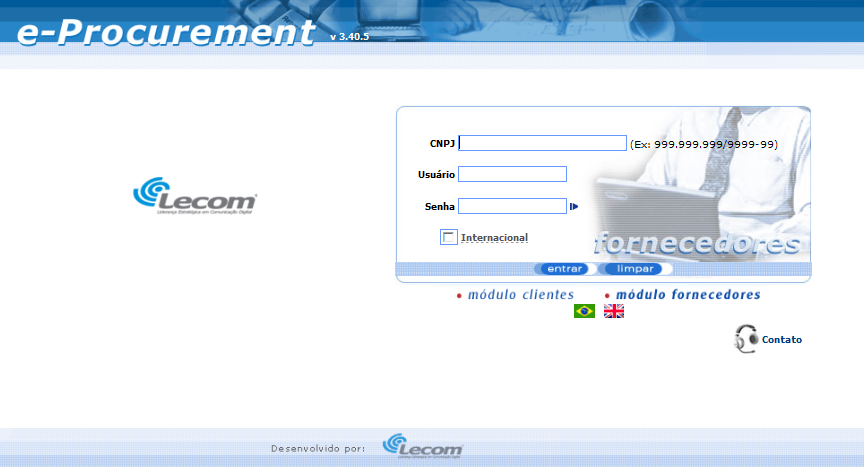 e-Procurement v 3.40.5
CNPJ (Ex: 999.999.999/9999-99)
Usuário
Lecom
Liderança Estratégica em Comunicação Digital
Senha
Internacional
fornecedores
entrar limpar
• módulo clientes • módulo fornecedores
Contato
Desenvolvido por: Lecom